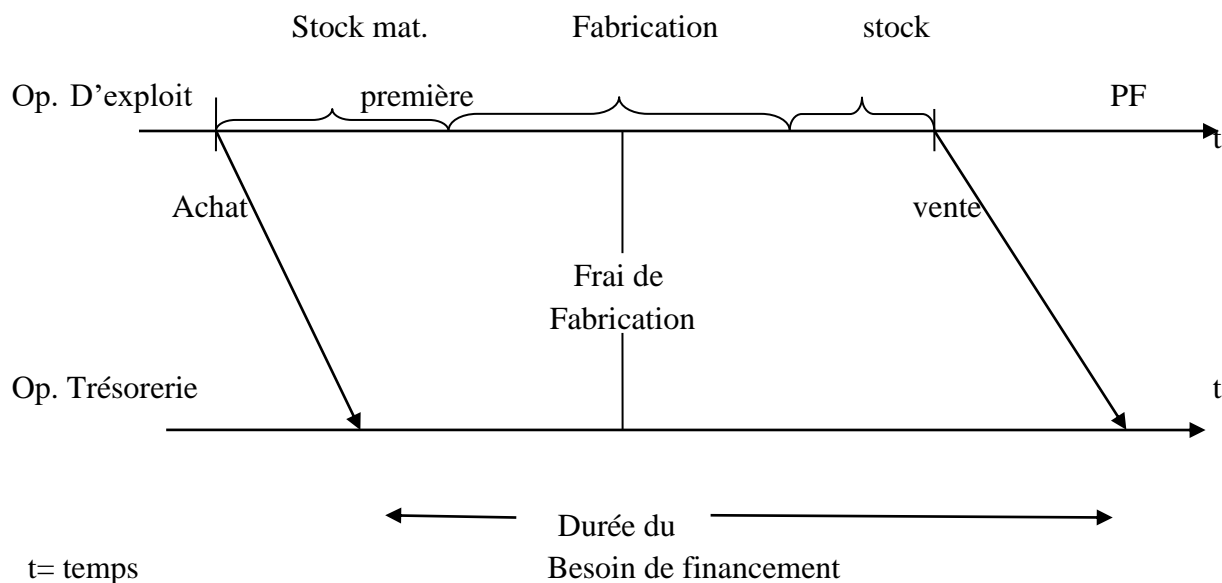 Stock mat. Fabrication stock
Op. D’exploit première PF
t
Achat vente
Frai de
Fabrication
Op. Trésorerie t
Durée du
t= temps Besoin de financement